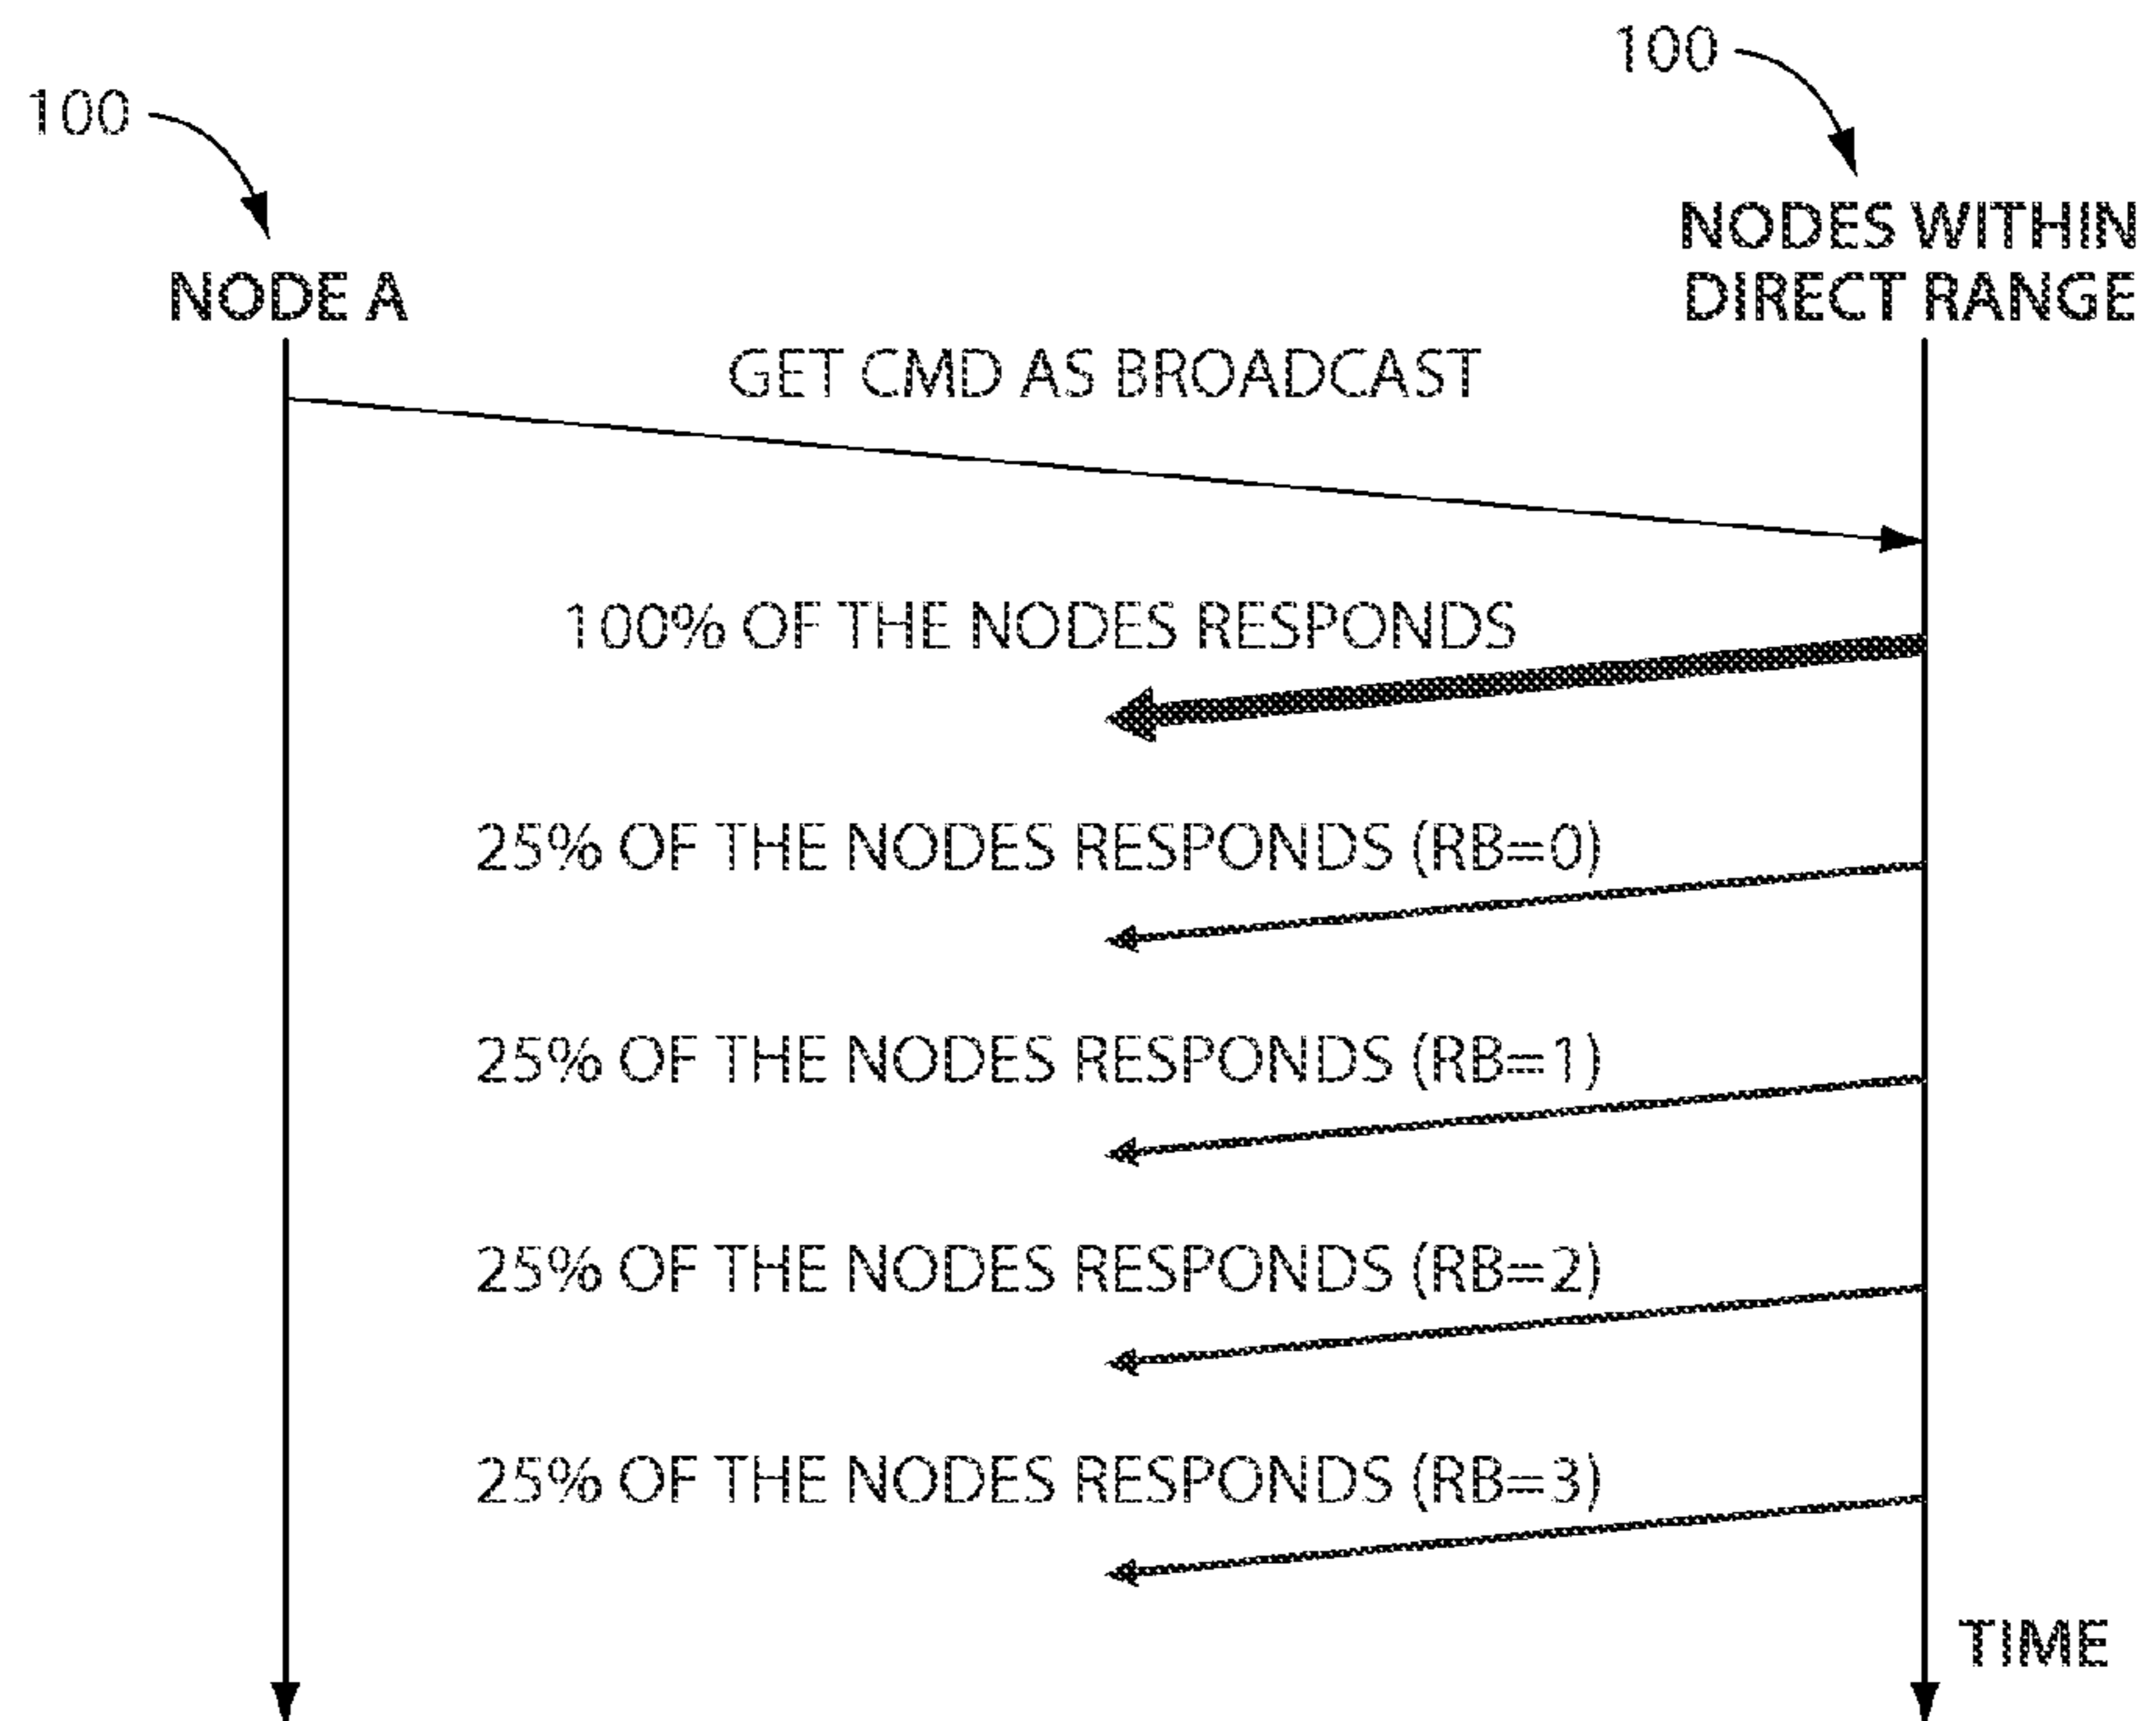 100
100
NODE A
NODES WITHIN
DIRECT RANGE
GET CMD AS BROADCAST
100% OF THE NODES RESPONDS
25% OF THE NODES RESPONDS (RB=0)
25% OF THE NODES RESPONDS (RB=1)
25% OF THE NODES RESPONDS (RB=2)
25% OF THE NODES RESPONDS (RB=3)
TIME